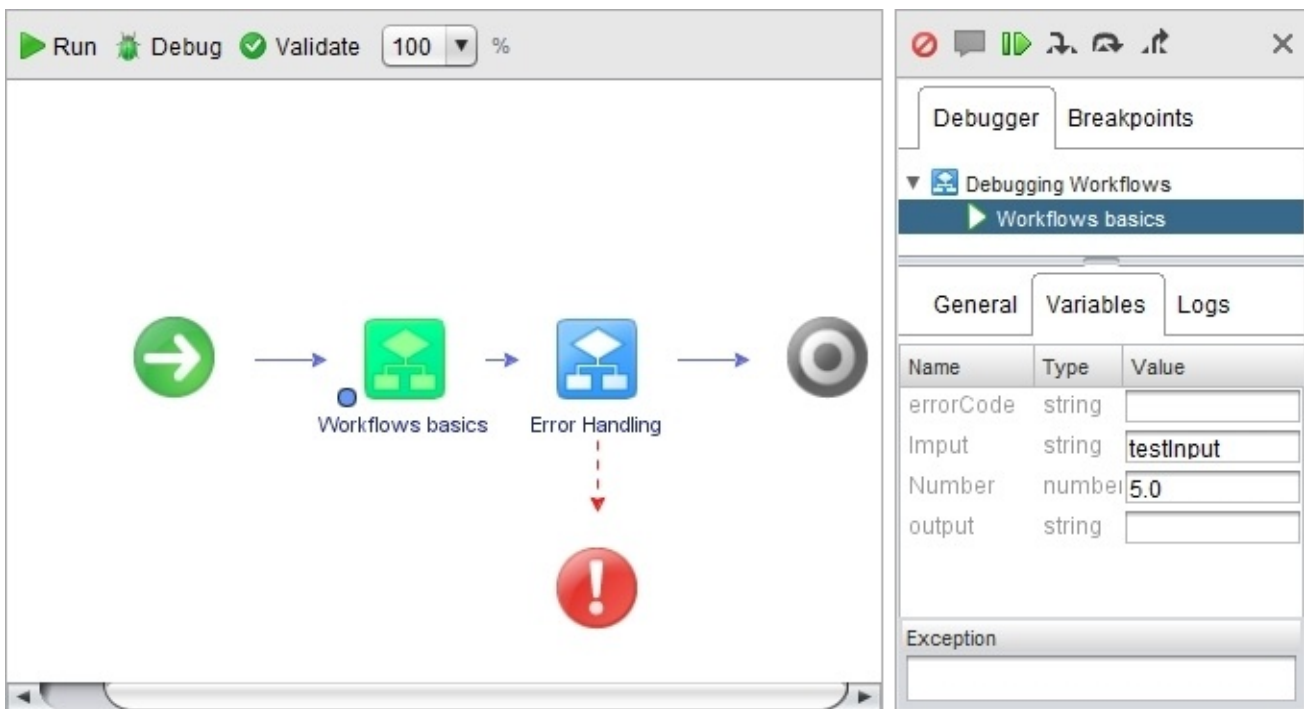 Run Debug Validate 100 %
Debugger Breakpoints
Debugging Workflows
Workflows basics
General Variables Logs
Name Type Value
errorCode string
Imput string testInput
Number number 5.0
output string
Exception
Workflows basics
Error Handling